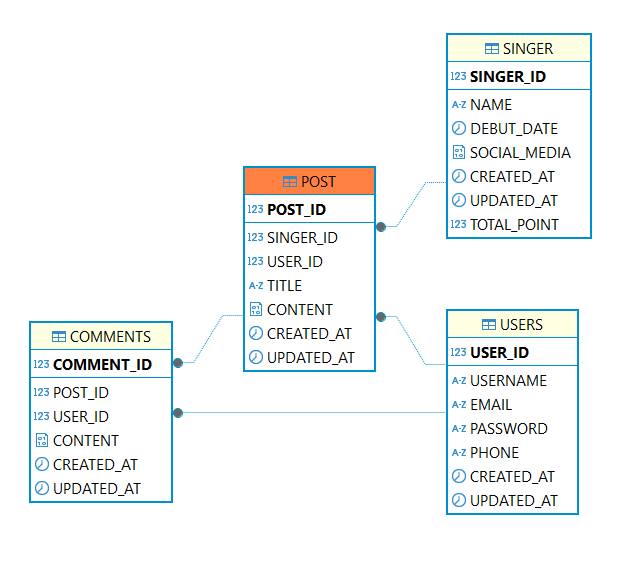 SINGER
123 SINGER_ID
A-Z NAME
DEBUT_DATE
SOCIAL_MEDIA
CREATED_AT
UPDATED_AT
123 TOTAL_POINT
POST
123 POST_ID
123 SINGER_ID
123 USER_ID
A-Z TITLE
CONTENT
CREATED_AT
UPDATED_AT
COMMENTS
123 COMMENT_ID
123 POST_ID
123 USER_ID
CONTENT
CREATED_AT
UPDATED_AT
USERS
123 USER_ID
A-Z USERNAME
A-Z EMAIL
A-Z PASSWORD
A-Z PHONE
CREATED_AT
UPDATED_AT